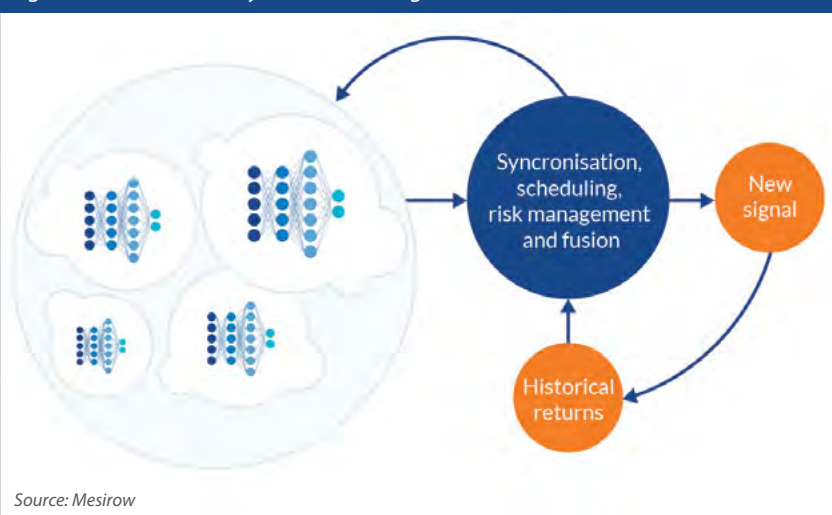 Syncronisation,
scheduling,
risk management
and fusion
New
signal
Historical
returns
Source: Mesirow